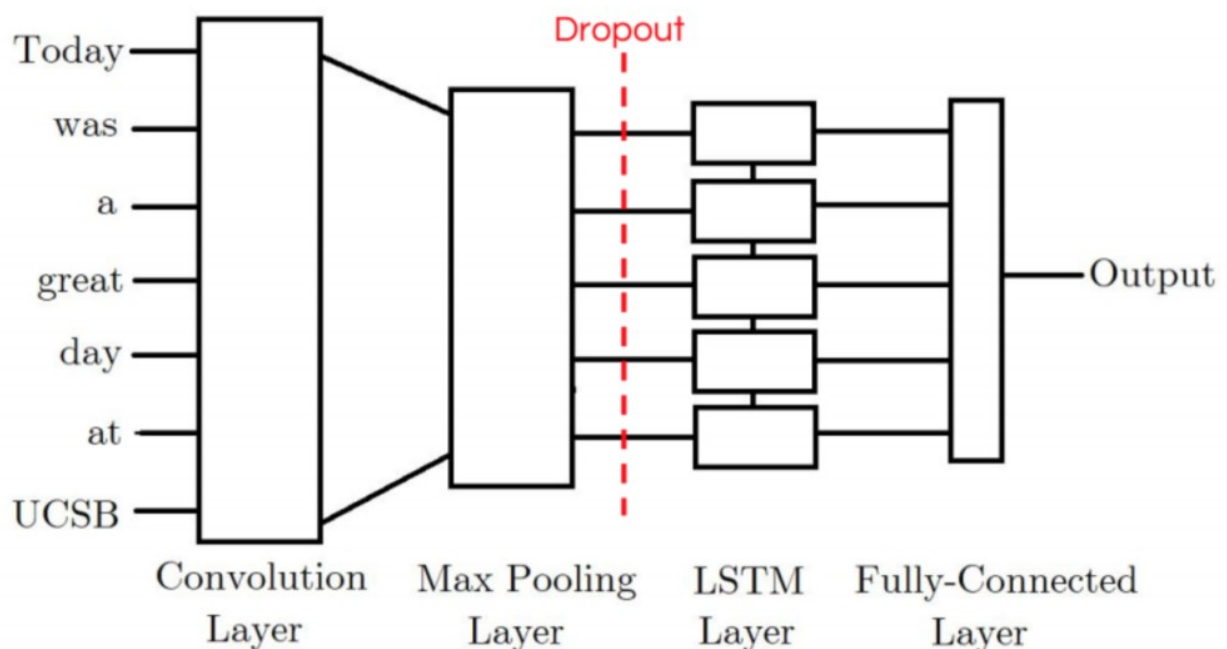 Dropout
Today
was
a
great
day
at
UCSB
Output
Convolution
Layer
Max Pooling
Layer
LSTM
Layer
Fully-Connected
Layer